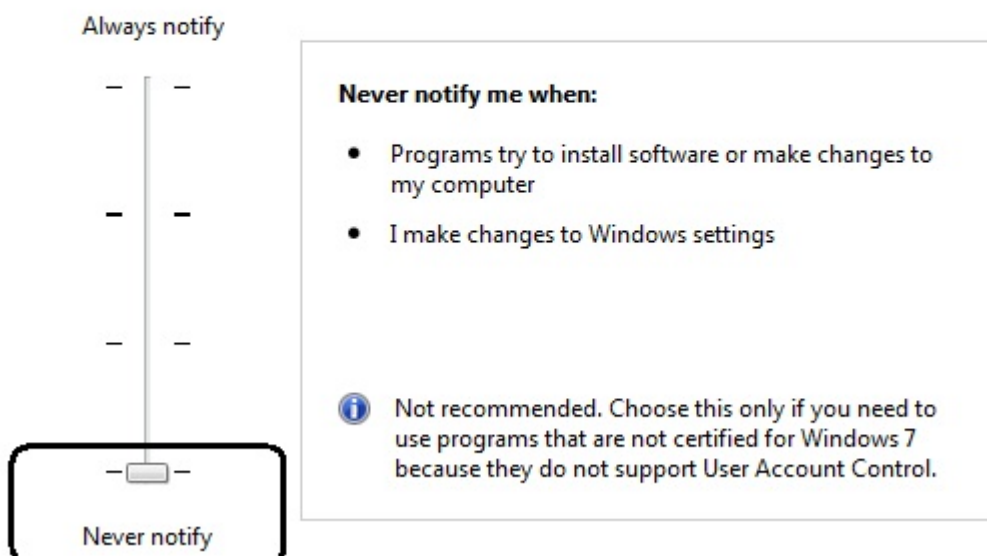 Always notify
Never notify me when:
• Programs try to install software or make changes to
my computer
• I make changes to Windows settings
Not recommended. Choose this only if you need to
use programs that are not certified for Windows 7
because they do not support User Account Control.
Never notify